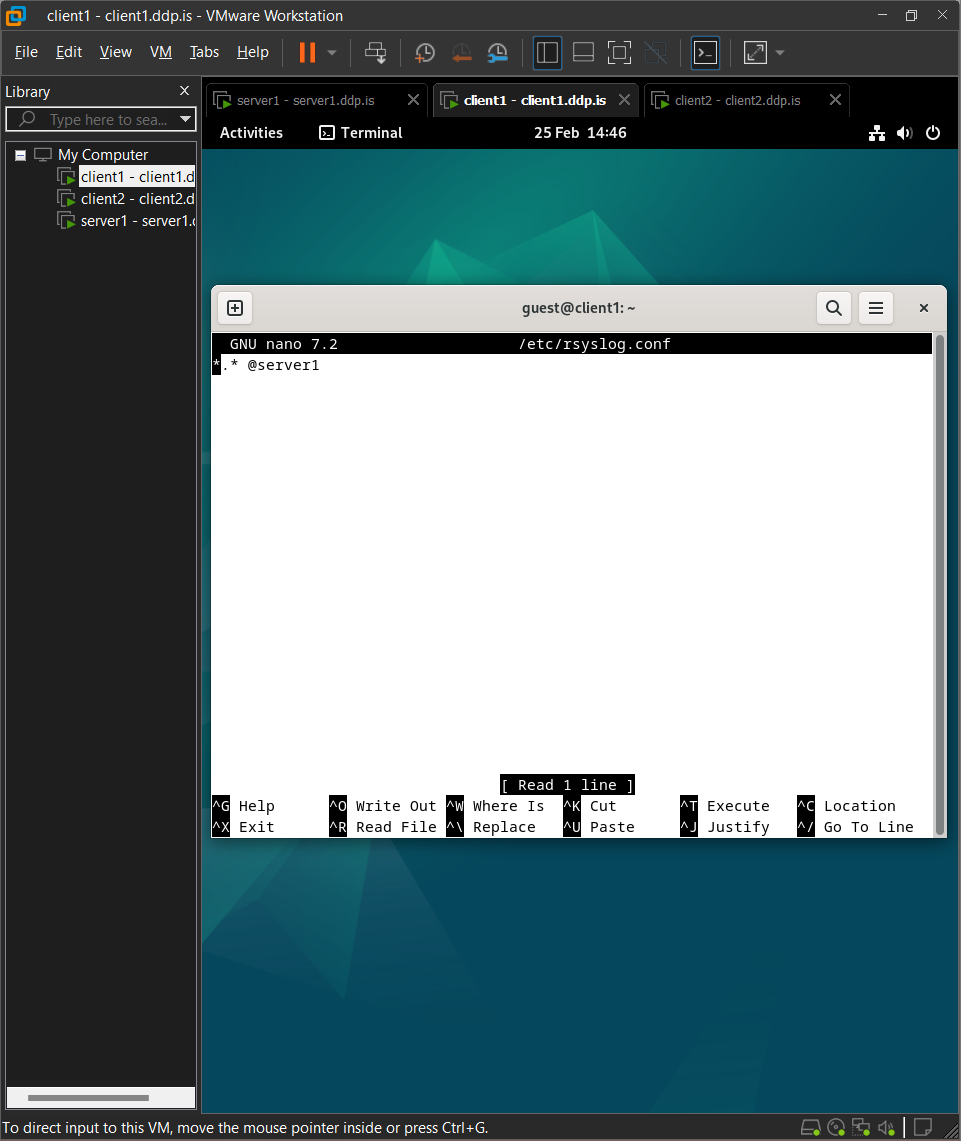 client1 - client1.ddp.is - VMware Workstation
File Edit View VM Tabs Help
Library
Type here to sea...
My Computer
client1 - client1.d
client2 - client2.d
server1 - server1.
server1 - server1.ddp.is
client1 - client1.ddp.is
client2 - client2.ddp.is
Activities Terminal 25 Feb 14:46
guest@client1: ~
GNU nano 7.2 /etc/rsyslog.conf
*.* @server1
[ Read 1 line ]
^G Help ^O Write Out ^W Where Is ^K Cut ^T Execute ^C Location
^X Exit ^R Read File ^\ Replace ^U Paste ^J Justify ^/ Go To Line
To direct input to this VM, move the mouse pointer inside or press Ctrl+G.